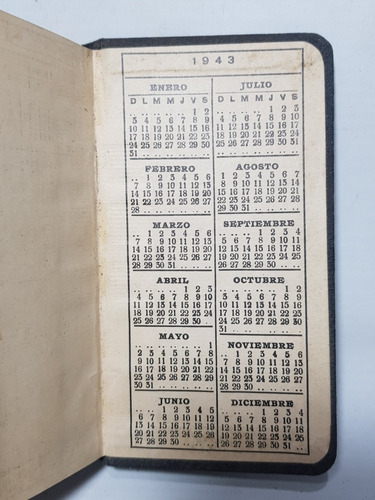 1943
ENERO
D L M M J V S
.. .. .. .. .. 1 2
3 4 5 6 7 8 9
10 11 12 13 14 15 16
17 18 19 20 21 22 23
24 25 26 27 28 29 30
31 .. .. .. .. .. ..
FEBRERO
.. 1 2 3 4 5 6
7 8 9 10 11 12 13
14 15 16 17 18 19 20
21 22 23 24 25 26 27
28 .. .. .. .. .. ..
MARZO
.. 1 2 3 4 5 6
7 8 9 10 11 12 13
14 15 16 17 18 19 20
21 22 23 24 25 26 27
28 29 30 31 .. .. ..
ABRIL
.. .. .. .. 1 2 3
4 5 6 7 8 9 10
11 12 13 14 15 16 17
18 19 20 21 22 23 24
25 26 27 28 29 30 ..
MAYO
.. .. .. .. .. .. 1
2 3 4 5 6 7 8
9 10 11 12 13 14 15
16 17 18 19 20 21 22
23 24 25 26 27 28 29
30 31 .. .. .. .. ..
JUNIO
.. .. 1 2 3 4 5
6 7 8 9 10 11 12
13 14 15 16 17 18 19
20 21 22 23 24 25 26
27 28 29 30 .. .. ..
JULIO
D L M M J V S
.. .. .. .. 1 2 3
4 5 6 7 8 9 10
11 12 13 14 15 16 17
18 19 20 21 22 23 24
25 26 27 28 29 30 31
AGOSTO
1 2 3 4 5 6 7
8 9 10 11 12 13 14
15 16 17 18 19 20 21
22 23 24 25 26 27 28
29 30 31 .. .. .. ..
SEPTIEMBRE
.. .. .. 1 2 3 4
5 6 7 8 9 10 11
12 13 14 15 16 17 18
19 20 21 22 23 24 25
26 27 28 29 30 .. ..
OCTUBRE
.. .. .. .. .. 1 2
3 4 5 6 7 8 9
10 11 12 13 14 15 16
17 18 19 20 21 22 23
24 25 26 27 28 29 30
31 .. .. .. .. .. ..
NOVIEMBRE
.. 1 2 3 4 5 6
7 8 9 10 11 12 13
14 15 16 17 18 19 20
21 22 23 24 25 26 27
28 29 30 .. .. .. ..
DICIEMBRE
.. .. .. 1 2 3 4
5 6 7 8 9 10 11
12 13 14 15 16 17 18
19 20 21 22 23 24 25
26 27 28 29 30 31 ..